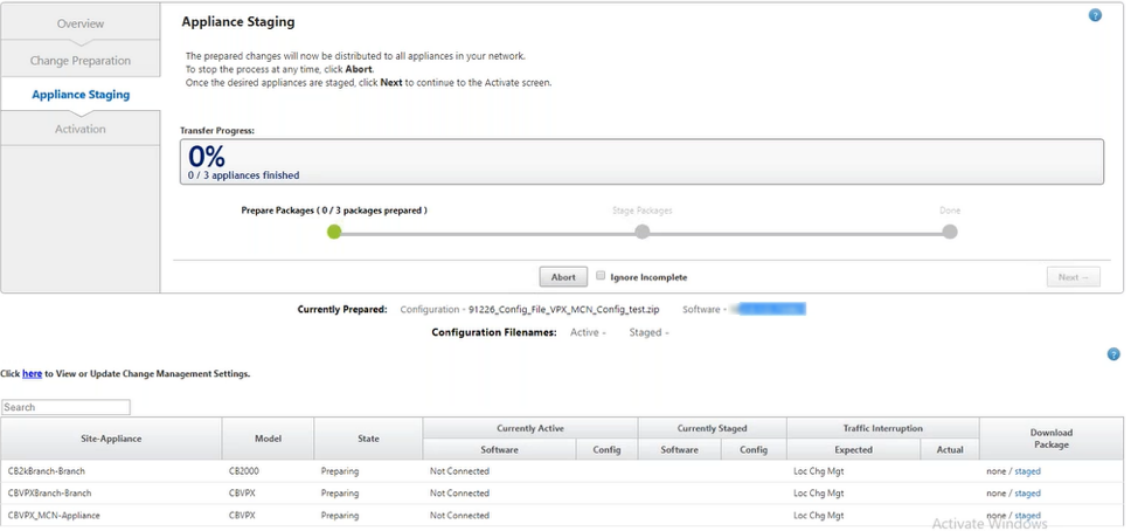 Overview
Change Preparation
Appliance Staging
Activation
Appliance Staging
?
The prepared changes will now be distributed to all appliances in your network.
To stop the process at any time, click Abort.
Once the desired appliances are staged, click Next to continue to the Activate screen.
Transfer Progress:
0%
0 / 3 appliances finished
Prepare Packages ( 0 / 3 packages prepared ) Stage Packages Done
Abort Ignore Incomplete Next →
Currently Prepared: Configuration - 91226_Config_File_VPX_MCN_Config_test.zip Software -
Configuration Filenames: Active - Staged -
?
Click here to View or Update Change Management Settings.
Search
Site-Appliance Model State Currently Active Currently Staged Traffic Interruption Download Package
Software Config Software Config Expected Actual
CB2kBranch-Branch CB2000 Preparing Not Connected Loc Chg Mgt none / staged
CBVPXBranch-Branch CBVPX Preparing Not Connected Loc Chg Mgt none / staged
CBVPX_MCN-Appliance CBVPX Preparing Not Connected Loc Chg Mgt none / staged
Activate Windows